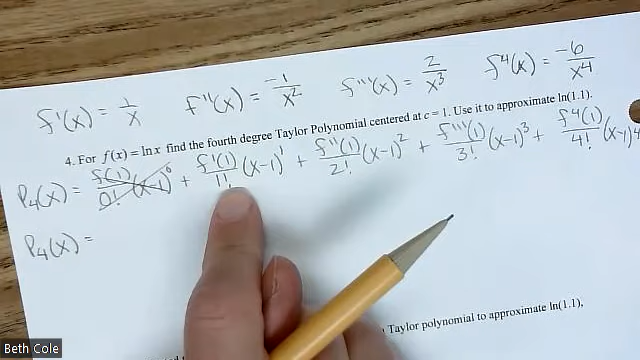 f'(x) = 1/x   f''(x) = -1/x²   f'''(x) = 2/x³   f⁴(x) = -6/x⁴
4. For f(x) = ln x find the fourth degree Taylor Polynomial centered at c = 1. Use it to approximate ln(1.1).
P₄(x) = f(1)/0! (x-1)⁰ + f'(1)/1! (x-1)¹ + f''(1)/2! (x-1)² + f'''(1)/3! (x-1)³ + f⁴(1)/4! (x-1)⁴
P₄(x) =
Taylor polynomial to approximate ln(1.1),
Beth Cole